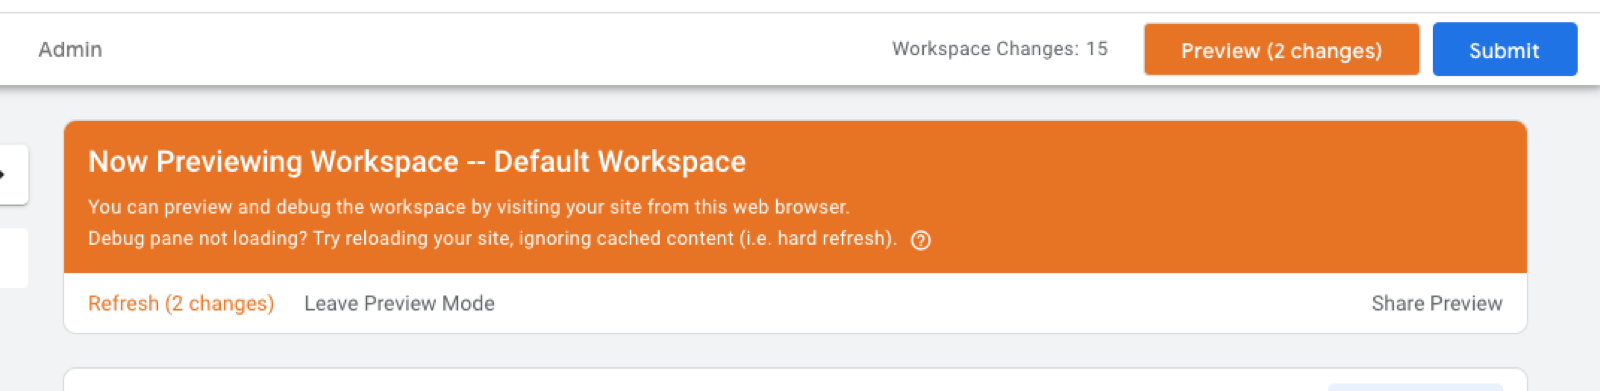 Admin
Workspace Changes: 15
Preview (2 changes)
Submit
Now Previewing Workspace -- Default Workspace
You can preview and debug the workspace by visiting your site from this web browser.
Debug pane not loading? Try reloading your site, ignoring cached content (i.e. hard refresh). ?
Refresh (2 changes)
Leave Preview Mode
Share Preview